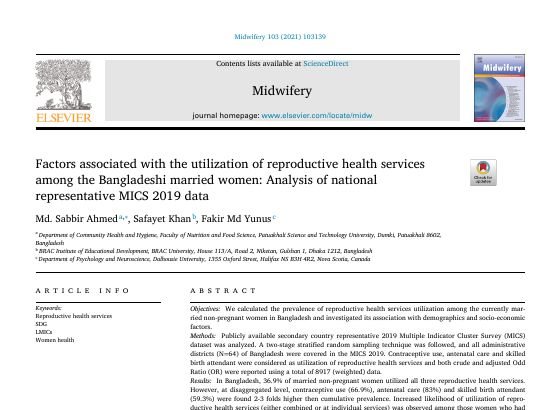 Midwifery 103 (2021) 103139
Contents lists available at ScienceDirect
Midwifery
journal homepage: www.elsevier.com/locate/midw
ELSEVIER
Midwifery
Check for
updates
Factors associated with the utilization of reproductive health services
among the Bangladeshi married women: Analysis of national
representative MICS 2019 data
Md. Sabbir Ahmed a,*, Safayet Khan b, Fakir Md Yunus c
a Department of Community Health and Hygiene, Faculty of Nutrition and Food Science, Patuakhali Science and Technology University, Dumki, Patuakhali 8602,
Bangladesh
b BRAC Institute of Educational Development, BRAC University, House 113/A, Road 2, Niketan, Gulshan 1, Dhaka 1212, Bangladesh
c Department of Psychology and Neuroscience, Dalhousie University, 1355 Oxford Street, Halifax NS B3H 4R2, Nova Scotia, Canada
ARTICLE INFO
Keywords:
Reproductive health services
SDG
LMICs
Women health
ABSTRACT
Objectives: We calculated the prevalence of reproductive health services utilization among the currently mar-
ried non-pregnant women in Bangladesh and investigated its association with demographics and socio-economic
factors.
Methods: Publicly available secondary country representative 2019 Multiple Indicator Cluster Survey (MICS)
dataset was analyzed. A two-stage stratified random sampling technique was followed, and all administrative
districts (N=64) of Bangladesh were covered in the MICS 2019. Contraceptive use, antenatal care and skilled
birth attendant were considered as utilization of reproductive health services and both crude and adjusted Odd
Ratio (OR) were reported using a total of 8917 (weighted) data.
Results: In Bangladesh, 36.9% of married non-pregnant women utilized all three reproductive health services.
However, at disaggregated level, contraceptive use (66.9%), antenatal care (83%) and skilled birth attendant
(59.3%) were found 2-3 folds higher then cumulative prevalence. Increased likelihood of utilization of repro-
ductive health services (either combined or at individual services) was observed among those women who had